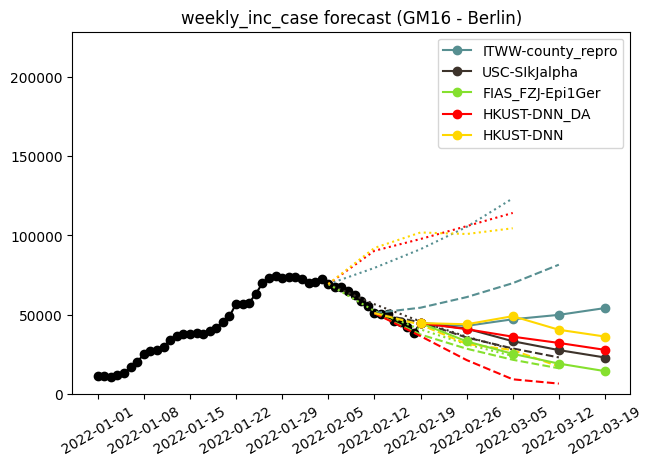 weekly_inc_case forecast (GM16 - Berlin)
ITWW-county_repro
USC-SIkJalpha
FIAS_FZJ-Epi1Ger
HKUST-DNN_DA
HKUST-DNN
200000
150000
100000
50000
0
2022-01-01
2022-01-08
2022-01-15
2022-01-22
2022-01-29
2022-02-05
2022-02-12
2022-02-19
2022-02-26
2022-03-05
2022-03-12
2022-03-19